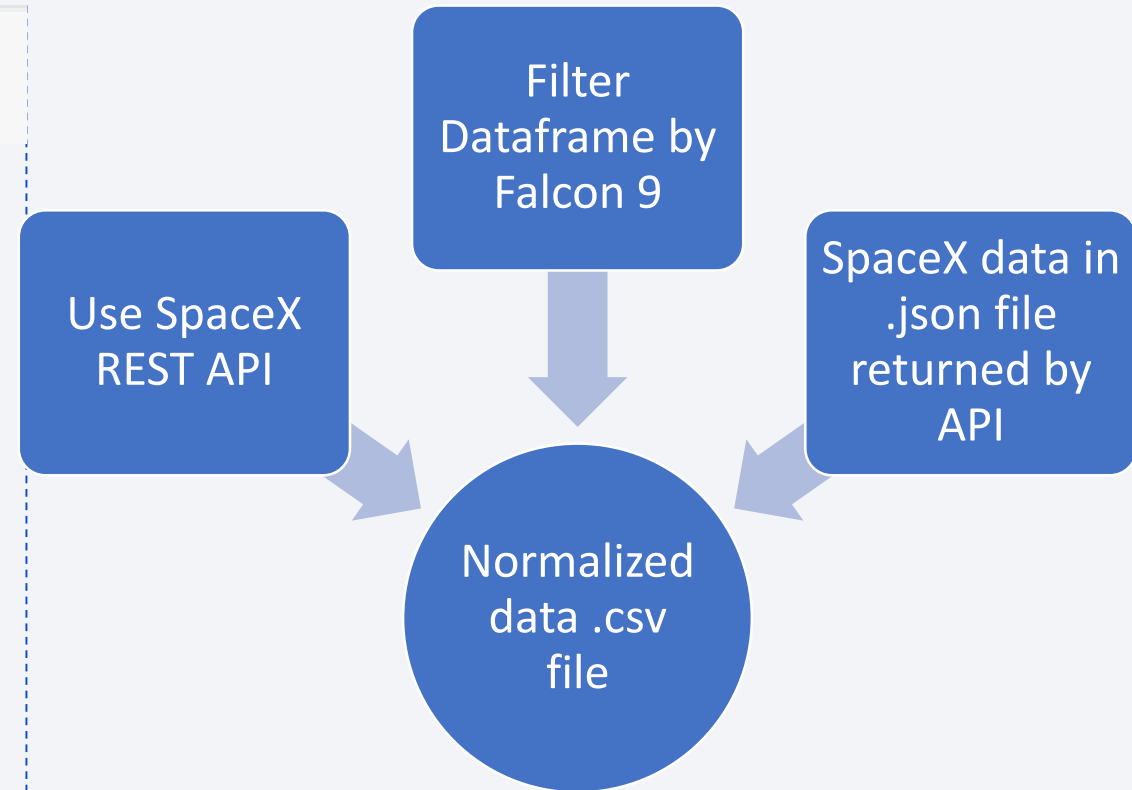 Filter
Dataframe by
Falcon 9
Use SpaceX
REST API
SpaceX data in
.json file
returned by
API
Normalized
data .csv
file